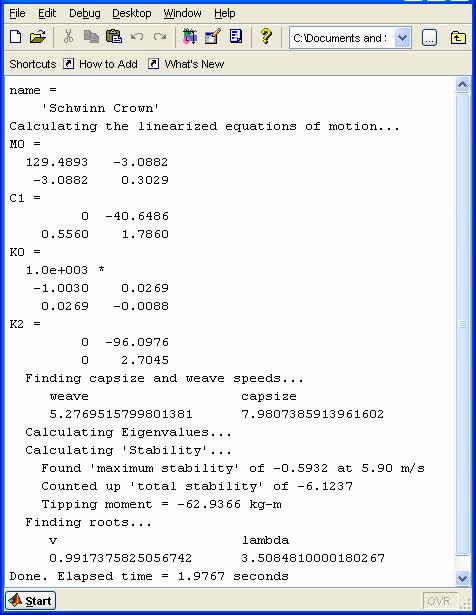 File Edit Debug Desktop Window Help
C:\Documents and S ...
Shortcuts How to Add What's New
name =
'Schwinn Crown'
Calculating the linearized equations of motion...
M0 =
129.4893 -3.0882
-3.0882 0.3029
C1 =
0 -40.6486
0.5560 1.7860
K0 =
1.0e+003 *
-1.0030 0.0269
0.0269 -0.0088
K2 =
0 -96.0976
0 2.7045
Finding capsize and weave speeds...
weave capsize
5.2769515799801381 7.9807385913961602
Calculating Eigenvalues...
Calculating 'Stability'...
Found 'maximum stability' of -0.5932 at 5.90 m/s
Counted up 'total stability' of -6.1237
Tipping moment = -62.9366 kg-m
Finding roots...
v lambda
0.9917375825056742 3.5084810000180267
Done. Elapsed time = 1.9767 seconds
Start OVR